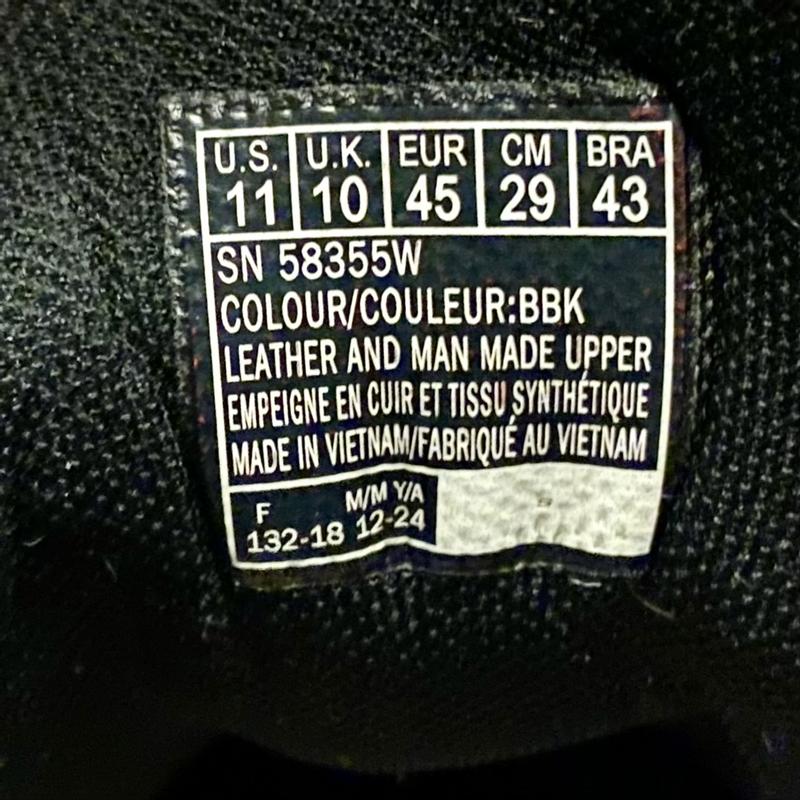 U.S. U.K. EUR CM BRA
11 10 45 29 43
SN 58355W
COLOUR/COULEUR:BBK
LEATHER AND MAN MADE UPPER
EMPEIGNE EN CUIR ET TISSU SYNTHÉTIQUE
MADE IN VIETNAM/FABRIQUÉ AU VIETNAM
F M/M Y/A
132-18 12-24